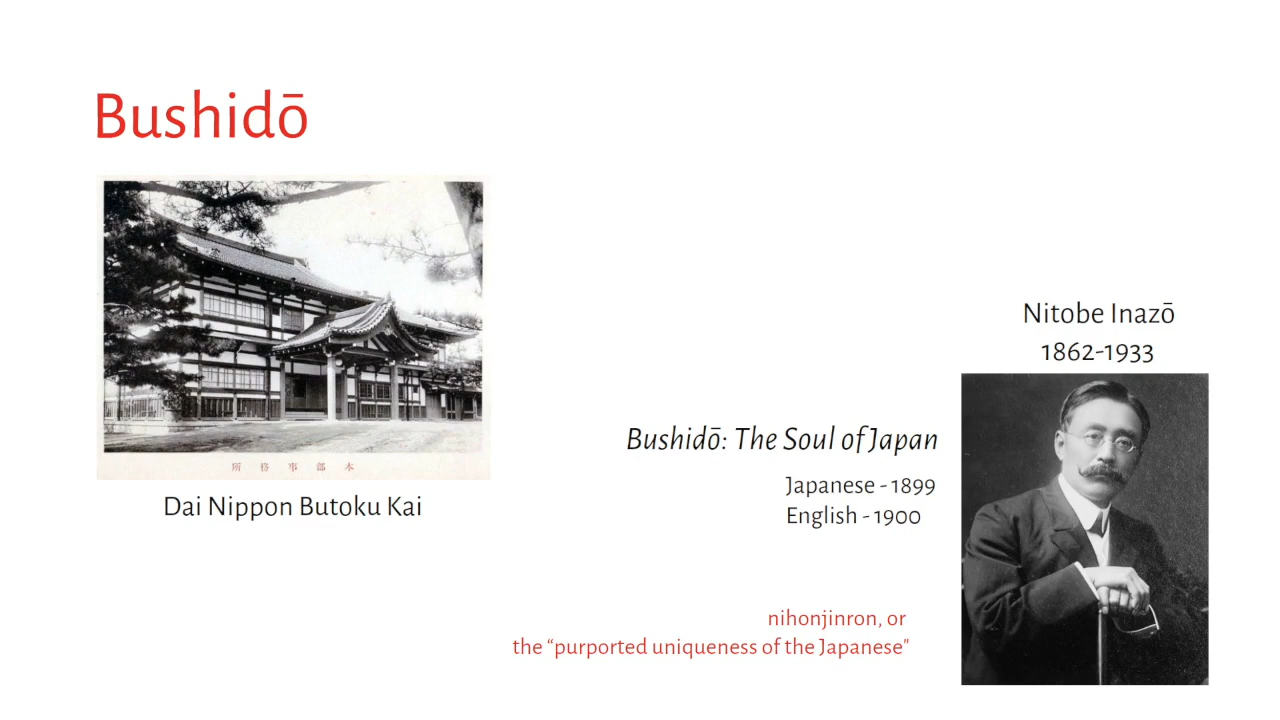 Bushidō
所務事部本
Dai Nippon Butoku Kai
Nitobe Inazō
1862-1933
Bushidō: The Soul of Japan
Japanese - 1899
English - 1900
nihonjinron, or
the “purported uniqueness of the Japanese"